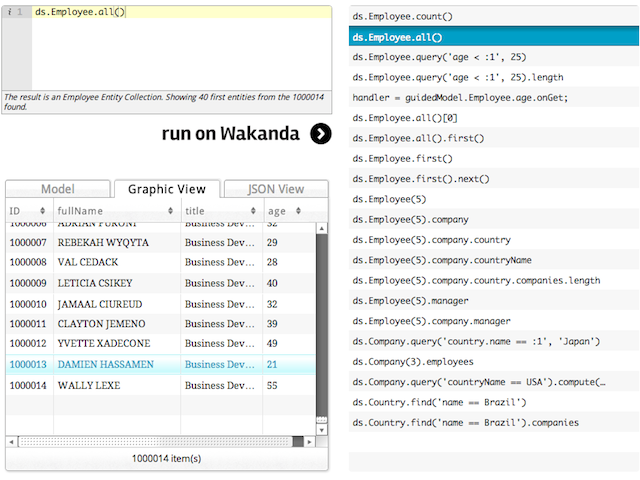 i 1 ds.Employee.all()
The result is an Employee Entity Collection. Showing 40 first entities from the 1000014
found.
run on Wakanda
Model Graphic View JSON View
ID fullName title age
1000006 ADRIAN Business Dev... 32
1000007 REBEKAH WYQYTA Business Dev... 29
1000008 VAL CEDACK Business Dev... 28
1000009 LETICIA CSIKEY Business Dev... 40
1000010 JAMAAL CIUREUD Business Dev... 32
1000011 CLAYTON JEMENO Business Dev... 39
1000012 YVETTE XADECONE Business Dev... 49
1000013 DAMIEN HASSAMEN Business Dev... 21
1000014 WALLY LEXE Business Dev... 55
1000014 item(s)
ds.Employee.count()
ds.Employee.all()
ds.Employee.query('age < :1', 25)
ds.Employee.query('age < :1', 25).length
handler = guidedModel.Employee.age.onGet;
ds.Employee.all()[0]
ds.Employee.all().first()
ds.Employee.first()
ds.Employee.first().next()
ds.Employee(5)
ds.Employee(5).company
ds.Employee(5).company.country
ds.Employee(5).company.countryName
ds.Employee(5).company.country.companies.length
ds.Employee(5).manager
ds.Employee(5).company.manager
ds.Company.query('country.name == :1', 'Japan')
ds.Company(3).employees
ds.Company.query('countryName == USA').compute(…
ds.Country.find('name == Brazil')
ds.Country.find('name == Brazil').companies